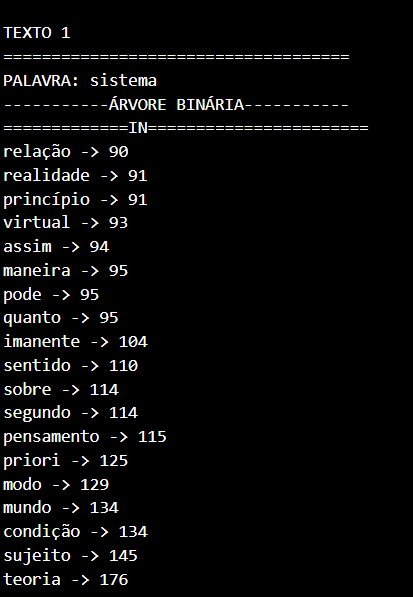 TEXTO 1
====================================
PALAVRA: sistema
-----------ÁRVORE BINÁRIA-----------
=============IN=======================
relação -> 90
realidade -> 91
princípio -> 91
virtual -> 93
assim -> 94
maneira -> 95
pode -> 95
quanto -> 95
imanente -> 104
sentido -> 110
sobre -> 114
segundo -> 114
pensamento -> 115
priori -> 125
modo -> 129
mundo -> 134
condição -> 134
sujeito -> 145
teoria -> 176